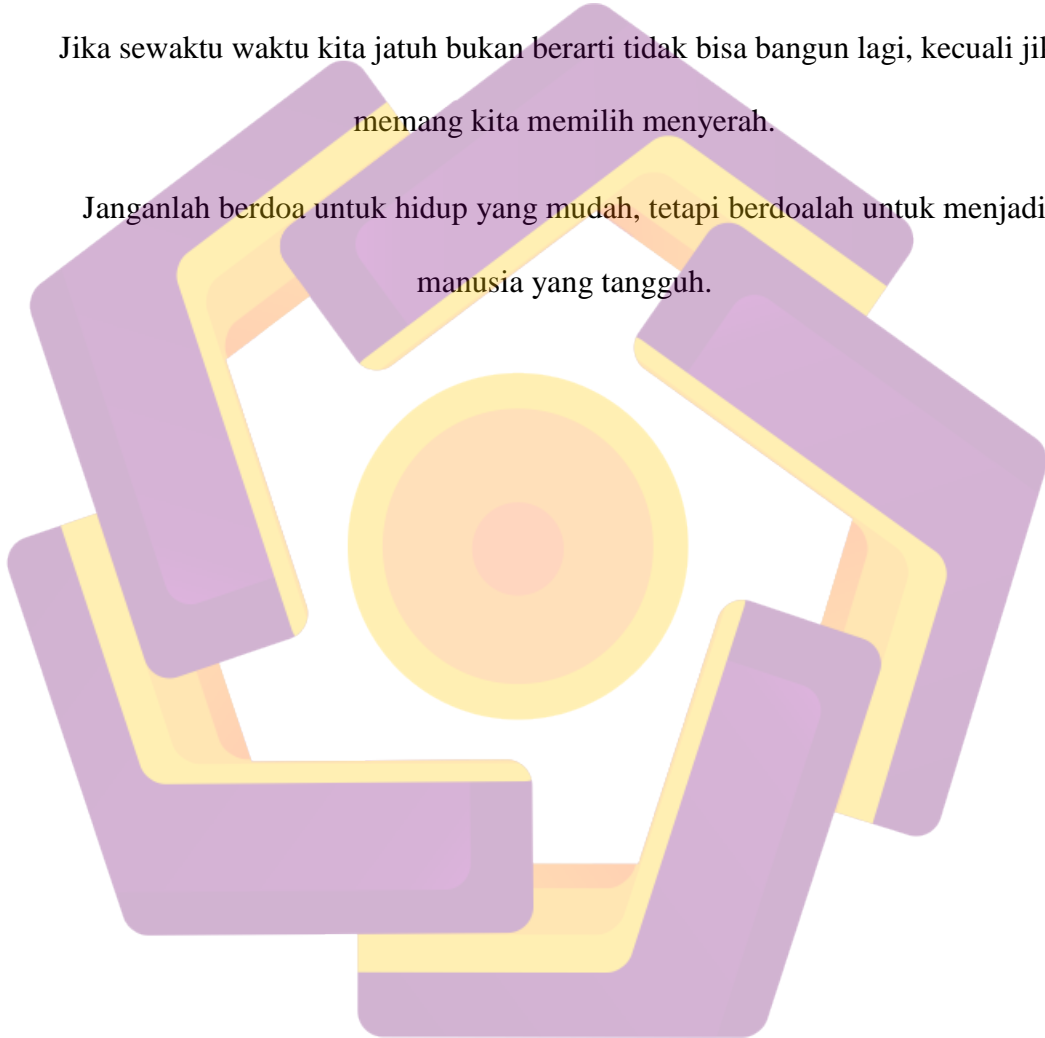 Jika sewaktu waktu kita jatuh bukan berarti tidak bisa bangun lagi, kecuali
memang kita memilih menyerah.
Janganlah berdoa untuk hidup yang mudah, tetapi berdoalah untuk menjadi
manusia yang tangguh.